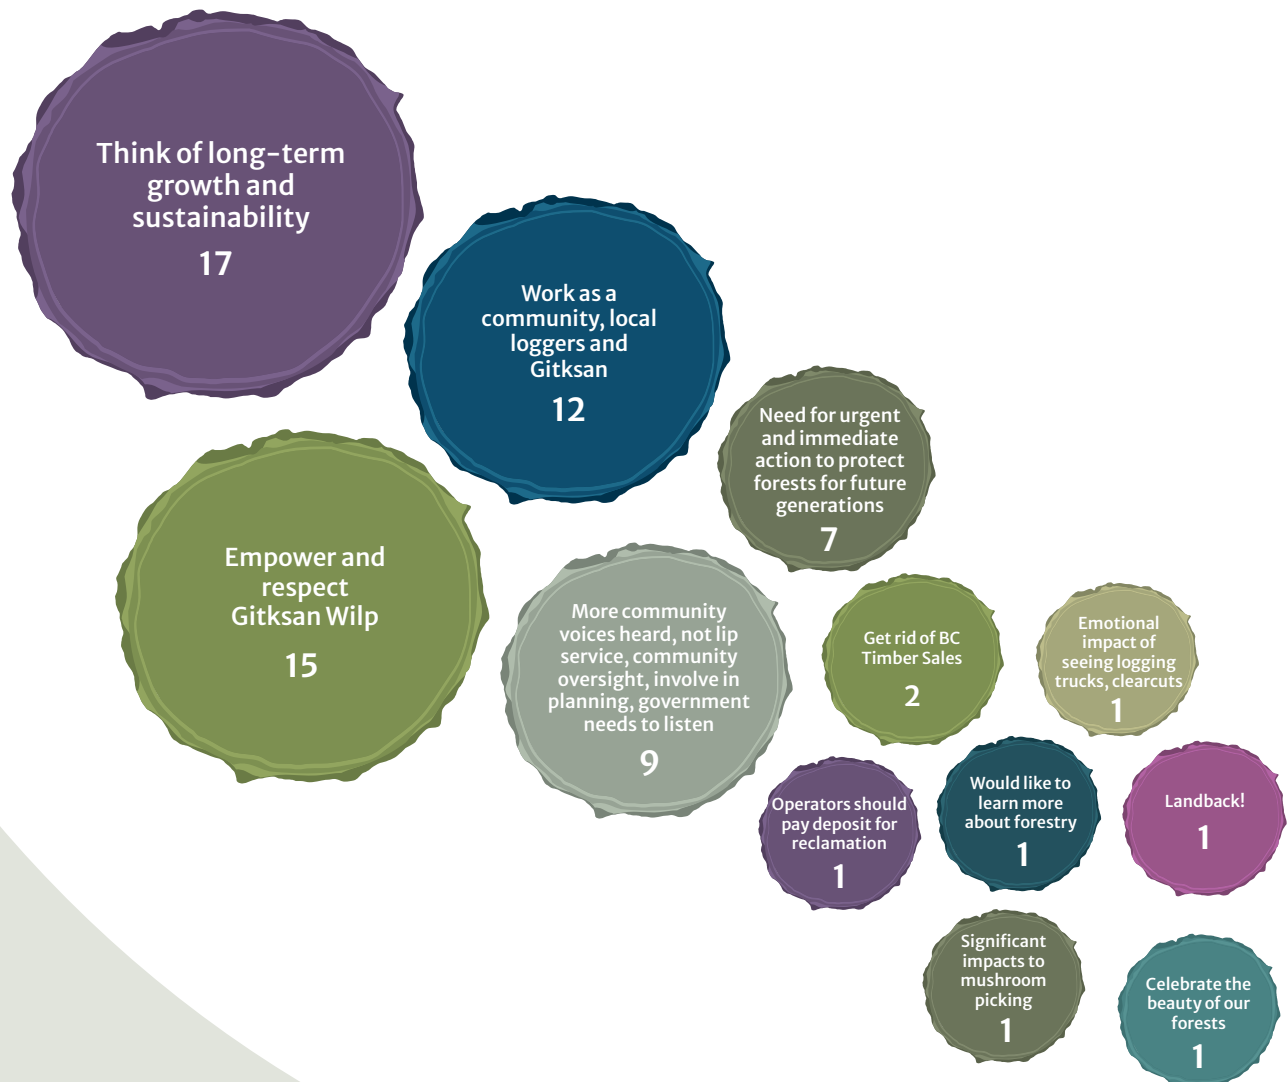 Think of long-term
growth and
sustainability
17
Work as a
community, local
loggers and
Gitksan
12
Need for urgent
and immediate
action to protect
forests for future
generations
7
Empower and
respect
Gitksan Wilp
15
More community
voices heard, not lip
service, community
oversight, involve in
planning, government
needs to listen
9
Get rid of BC
Timber Sales
2
Emotional
impact of
seeing logging
trucks, clearcuts
1
Operators should
pay deposit for
reclamation
1
Would like to
learn more
about forestry
1
Landback!
1
Significant
impacts to
mushroom
picking
1
Celebrate the
beauty of our
forests
1